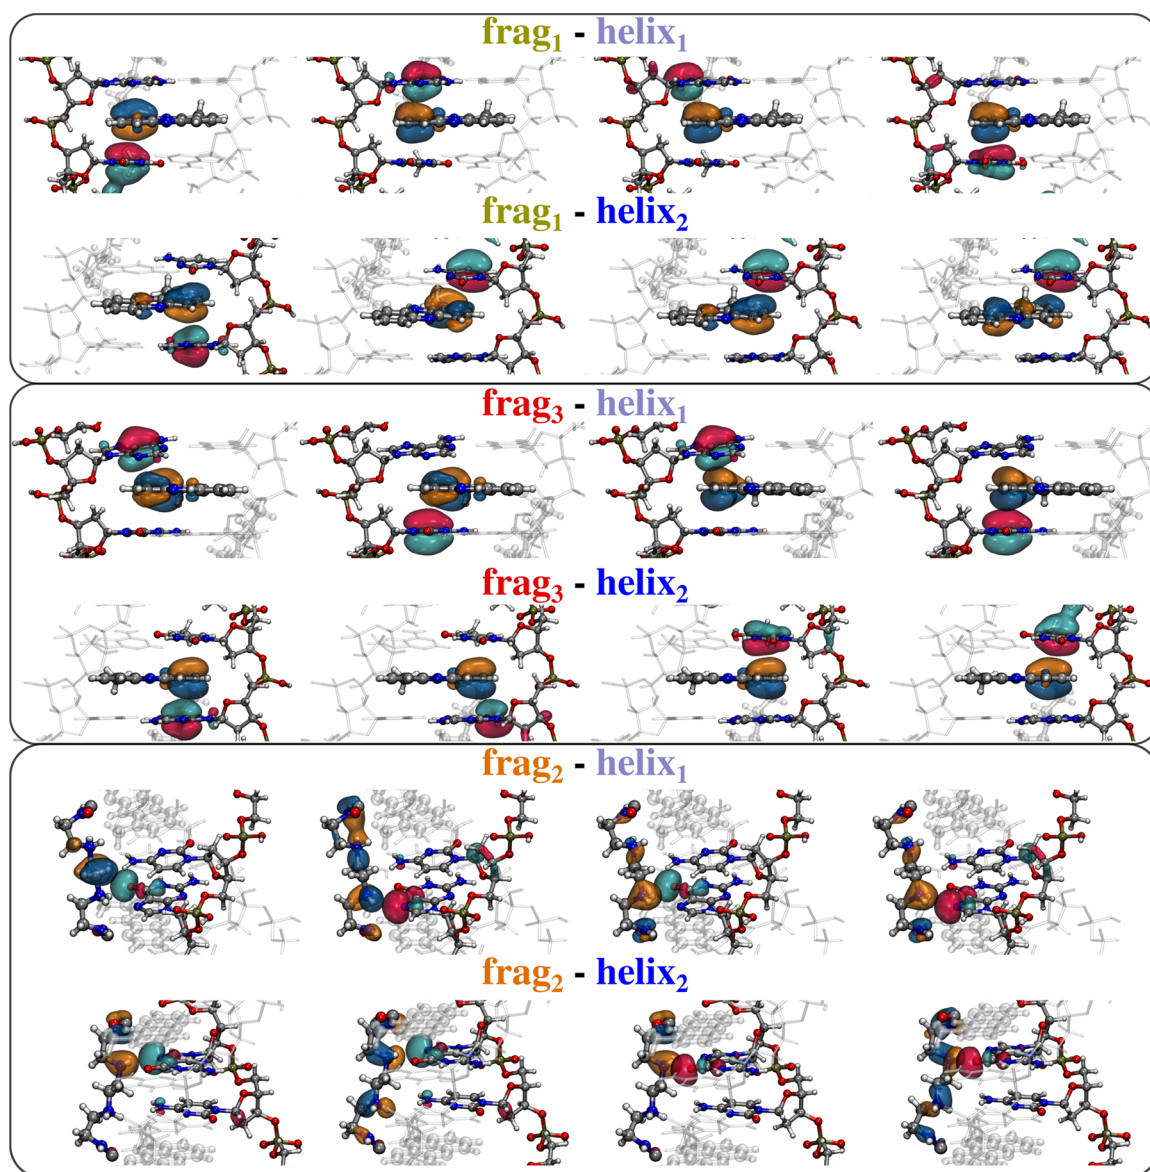 frag₁ - helix₁
frag₁ - helix₂
frag₃ - helix₁
frag₃ - helix₂
frag₂ - helix₁
frag₂ - helix₂